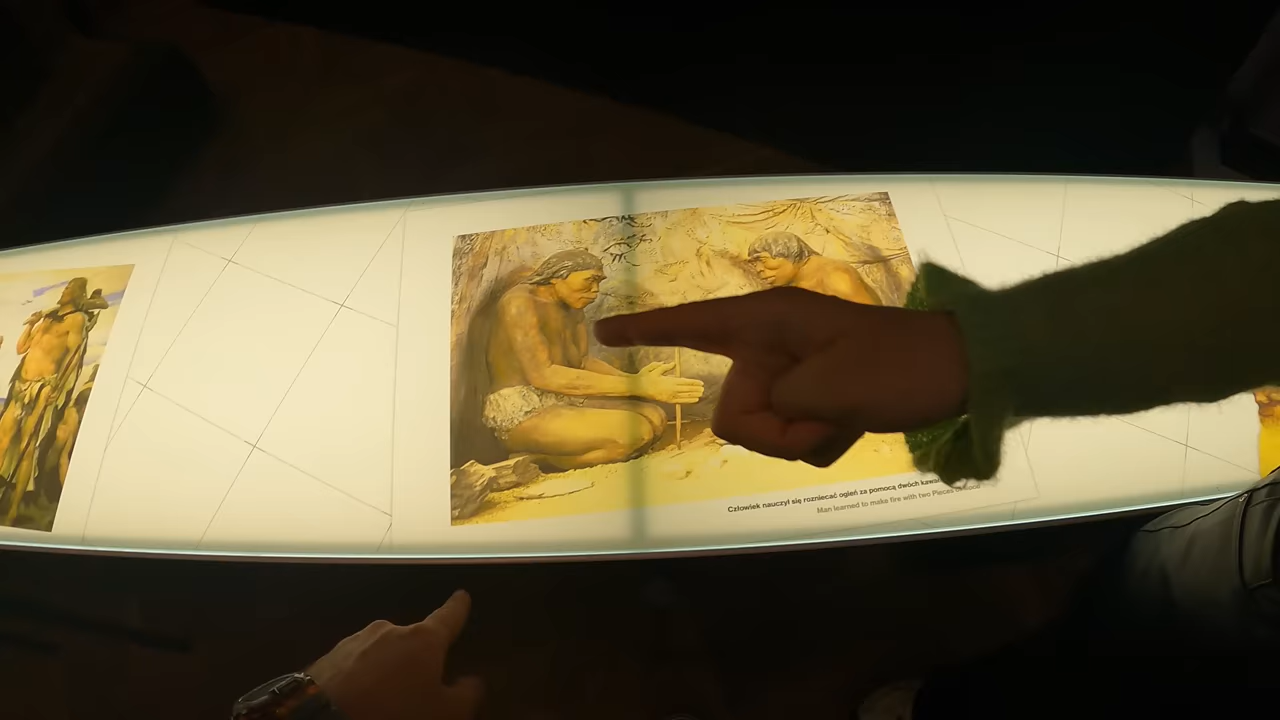 Człowiek nauczył się rozniecać ogień za pomocą dwóch
Man learned to make fire with two Pieces